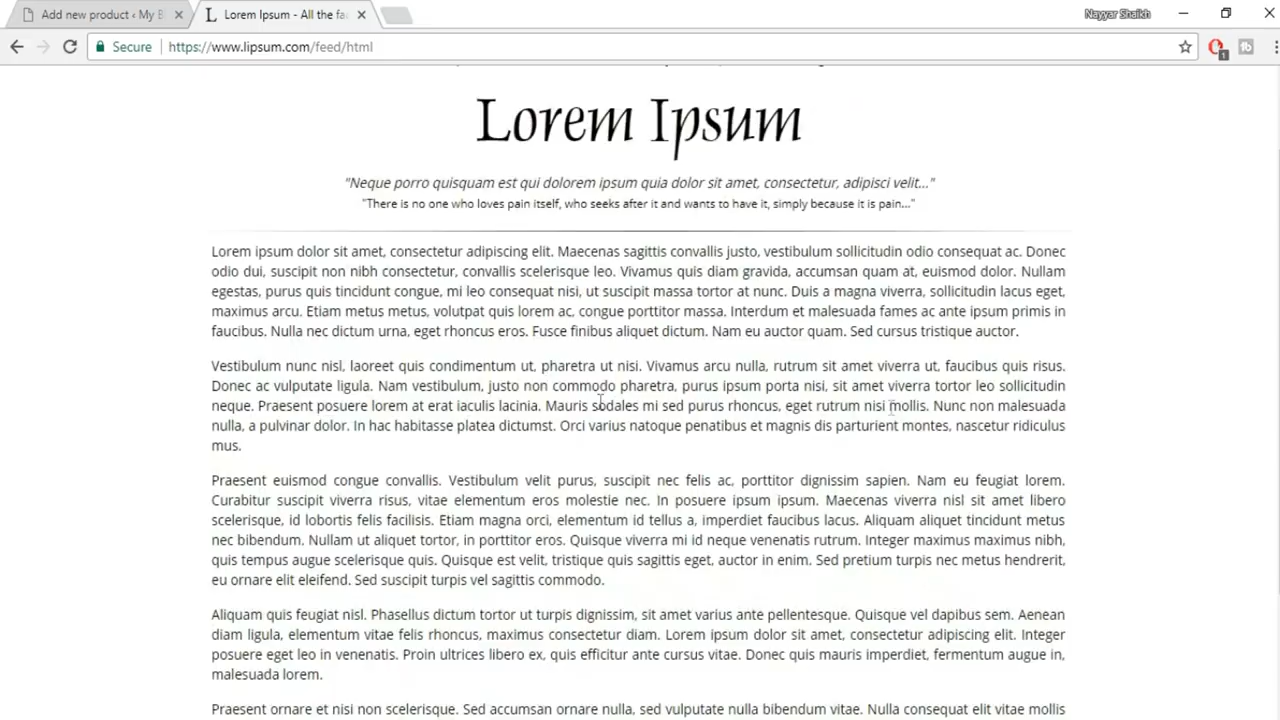 Add new product ‹ My B
Lorem Ipsum - All the fa
Nayyar Shaikh
Secure
https://www.lipsum.com/feed/html
1
Lorem Ipsum
"Neque porro quisquam est qui dolorem ipsum quia dolor sit amet, consectetur, adipisci velit..."
"There is no one who loves pain itself, who seeks after it and wants to have it, simply because it is pain..."
Lorem ipsum dolor sit amet, consectetur adipiscing elit. Maecenas sagittis convallis justo, vestibulum sollicitudin odio consequat ac. Donec
odio dui, suscipit non nibh consectetur, convallis scelerisque leo. Vivamus quis diam gravida, accumsan quam at, euismod dolor. Nullam
egestas, purus quis tincidunt congue, mi leo consequat nisi, ut suscipit massa tortor at nunc. Duis a magna viverra, sollicitudin lacus eget,
maximus arcu. Etiam metus metus, volutpat quis lorem ac, congue porttitor massa. Interdum et malesuada fames ac ante ipsum primis in
faucibus. Nulla nec dictum urna, eget rhoncus eros. Fusce finibus aliquet dictum. Nam eu auctor quam. Sed cursus tristique auctor.
Vestibulum nunc nisl, laoreet quis condimentum ut, pharetra ut nisi. Vivamus arcu nulla, rutrum sit amet viverra ut, faucibus quis risus.
Donec ac vulputate ligula. Nam vestibulum, justo non commodo pharetra, purus ipsum porta nisi, sit amet viverra tortor leo sollicitudin
neque. Praesent posuere lorem at erat iaculis lacinia. Mauris sodales mi sed purus rhoncus, eget rutrum nisi mollis. Nunc non malesuada
nulla, a pulvinar dolor. In hac habitasse platea dictumst. Orci varius natoque penatibus et magnis dis parturient montes, nascetur ridiculus
mus.
Praesent euismod congue convallis. Vestibulum velit purus, suscipit nec felis ac, porttitor dignissim sapien. Nam eu feugiat lorem.
Curabitur suscipit viverra risus, vitae elementum eros molestie nec. In posuere ipsum ipsum. Maecenas viverra nisl sit amet libero
scelerisque, id lobortis felis facilisis. Etiam magna orci, elementum id tellus a, imperdiet faucibus lacus. Aliquam aliquet tincidunt metus
nec bibendum. Nullam ut aliquet tortor, in porttitor eros. Quisque viverra mi id neque venenatis rutrum. Integer maximus maximus nibh,
quis tempus augue scelerisque quis. Quisque est velit, tristique quis sagittis eget, auctor in enim. Sed pretium turpis nec metus hendrerit,
eu ornare elit eleifend. Sed suscipit turpis vel sagittis commodo.
Aliquam quis feugiat nisl. Phasellus dictum tortor ut turpis dignissim, sit amet varius ante pellentesque. Quisque vel dapibus sem. Aenean
diam ligula, elementum vitae felis rhoncus, maximus consectetur diam. Lorem ipsum dolor sit amet, consectetur adipiscing elit. Integer
posuere eget leo in venenatis. Proin ultrices libero ex, quis efficitur ante cursus vitae. Donec quis mauris imperdiet, fermentum augue in,
malesuada lorem.
Praesent ornare et nisi non scelerisque. Sed accumsan ornare nulla, sed vulputate nulla bibendum vitae. Nulla consequat elit vitae mollis